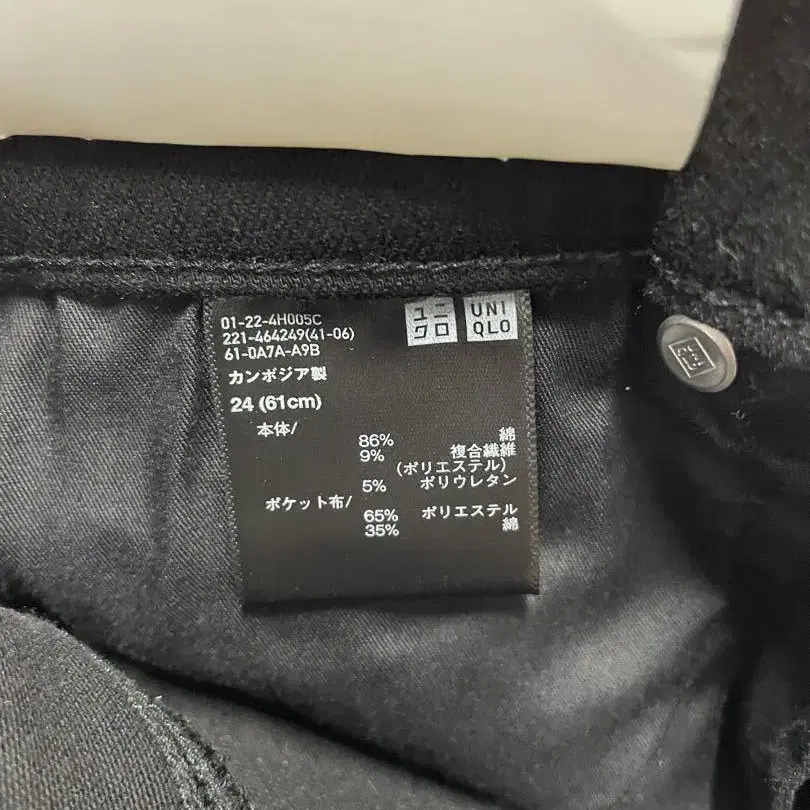 01-22-4H005C
221-464249(41-06)
61-0A7A-A9B
ユニ
クロ
UNI
QLO
カンボジア製
24 (61cm)
本体/
86% 綿
9% 複合繊維
(ポリエステル)
5% ポリウレタン
ポケット布/
65% ポリエステル
35% 綿